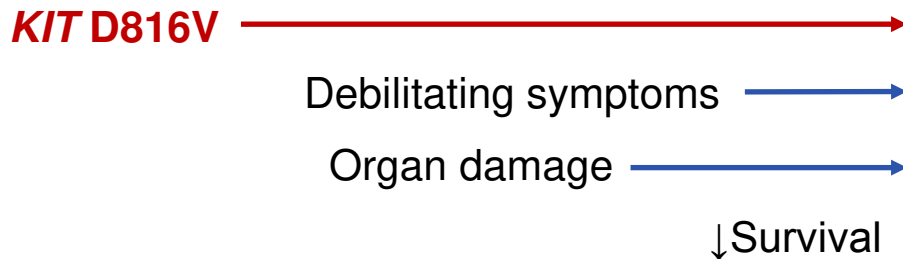 KIT D816V
Debilitating symptoms
Organ damage
↓Survival